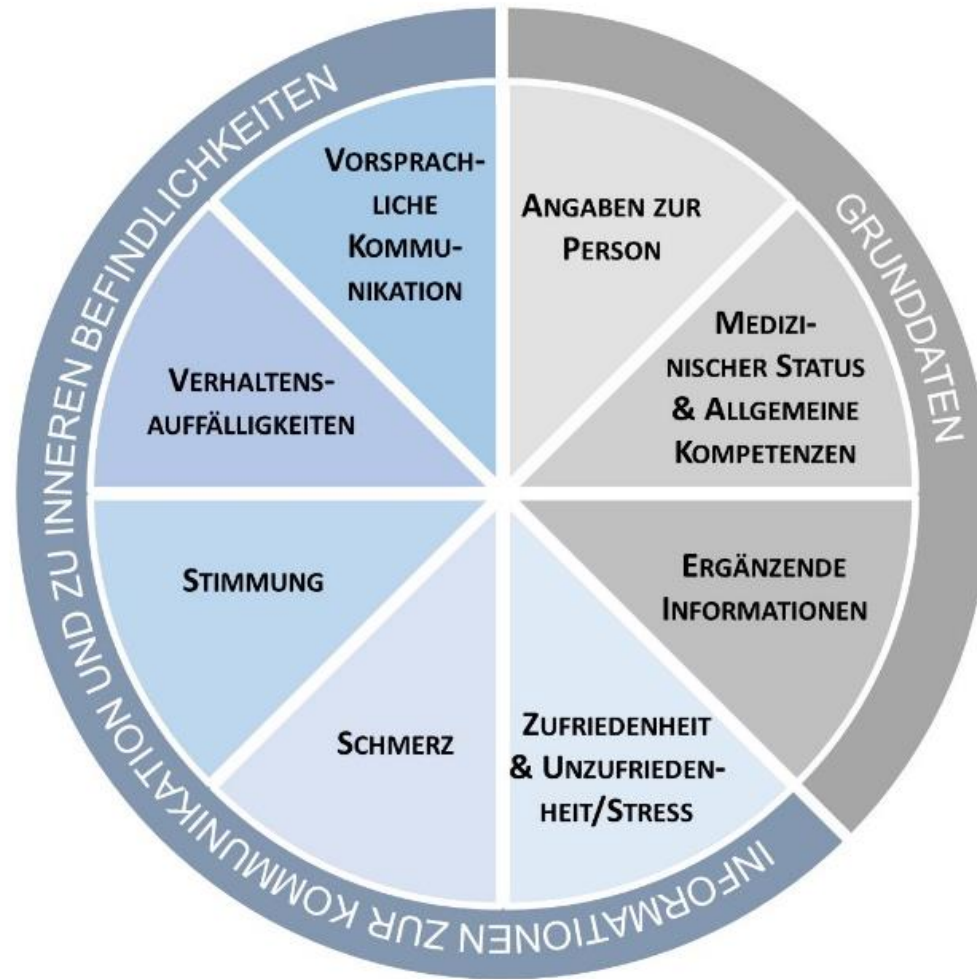 INFORMATIONEN ZUR KOMMUNIKATION UND ZU INNEREN BEFINDLICHKEITEN
GRUNDDATEN
VORSPRACH-
LICHE
KOMMU-
NIKATION
ANGABEN ZUR
PERSON
MEDIZI-
NISCHER STATUS
& ALLGEMEINE
KOMPETENZEN
VERHALTENS-
AUFFÄLLIGKEITEN
STIMMUNG
ERGÄNZENDE
INFORMATIONEN
SCHMERZ
ZUFRIEDENHEIT
& UNZUFRIEDEN-
HEIT/STRESS